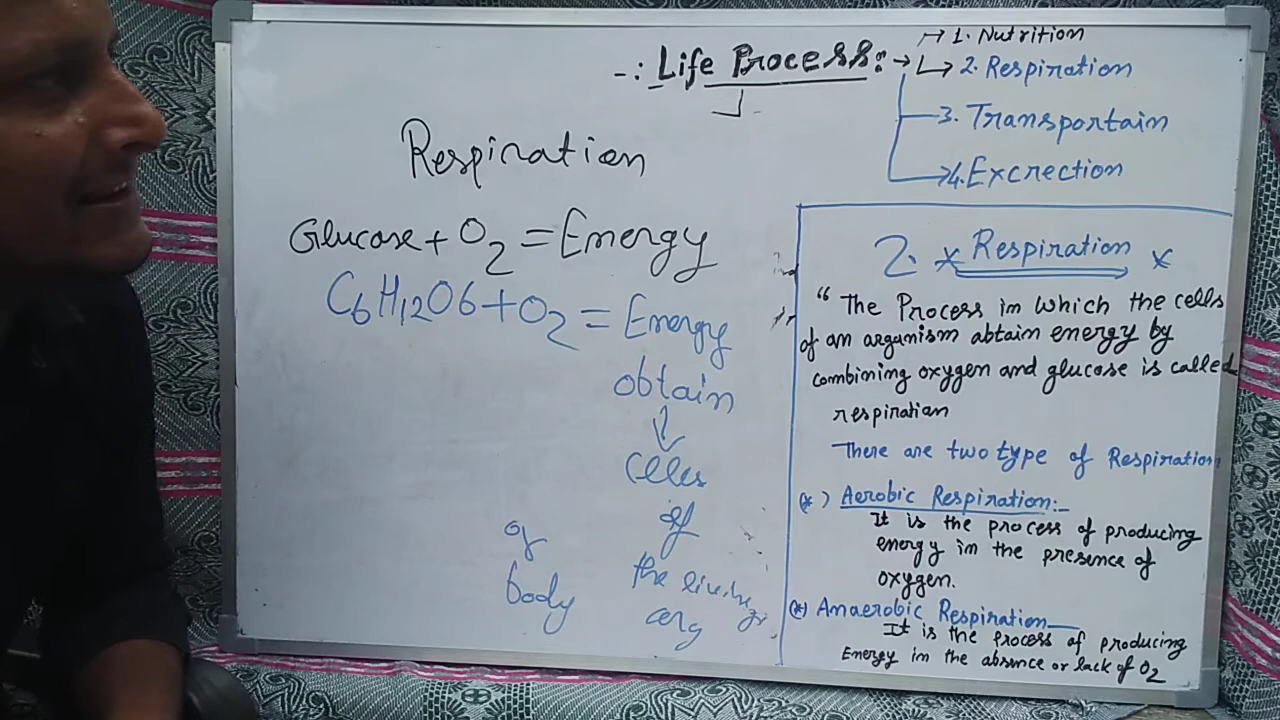 -: Life Process:- →
1. Nutrition
2. Respiration
3. Transportain
4. Excrection
Respiration
Glucose + O2 = Energy
C6H12O6 + O2 = Energy
obtain
↓
Cells
of
the living
org
of
body
2. * Respiration *
“ The Process in which the cells
of an organism obtain energy by
combining oxygen and glucose is called
respiration
There are two type of Respiration
(*) Aerobic Respiration:-
It is the process of producing
energy in the presence of
oxygen.
(*) Anaerobic Respiration
It is the process of producing
Energy in the absence or lack of O2